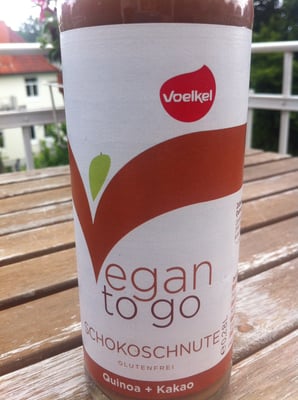 Voelkel
Vegan
to go
SCHOKOSCHNUTE
GLUTENFREI
Quinoa + Kakao